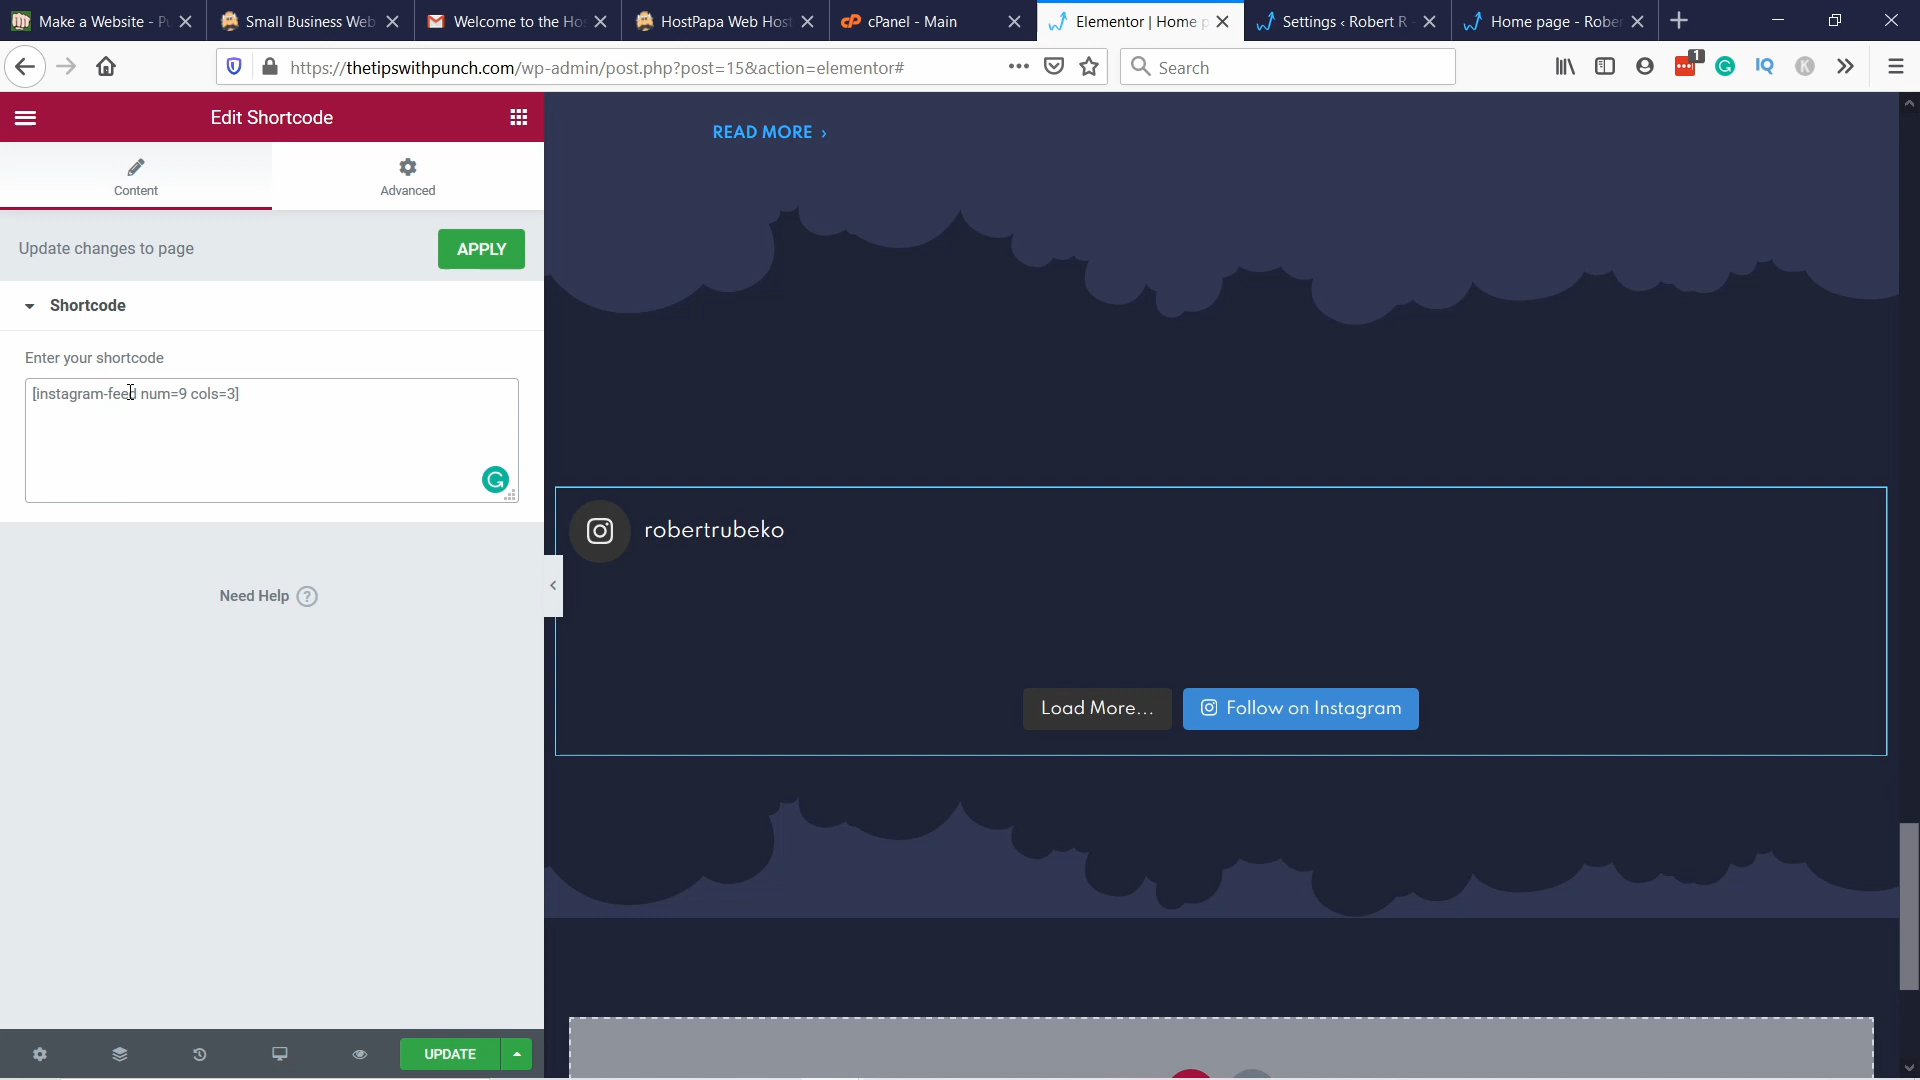 Make a Website - P
Small Business Web
Welcome to the Ho
HostPapa Web Host
cPanel - Main
Elementor | Home p
Settings ‹ Robert R
Home page - Rober
https://thetipswithpunch.com/wp-admin/post.php?post=15&action=elementor#
Search
1
IQ
K
Edit Shortcode
Content
Advanced
Update changes to page
APPLY
Shortcode
Enter your shortcode
[instagram-feed num=9 cols=3]
Need Help ?
UPDATE
READ MORE ›
robertrubeko
Load More...
Follow on Instagram